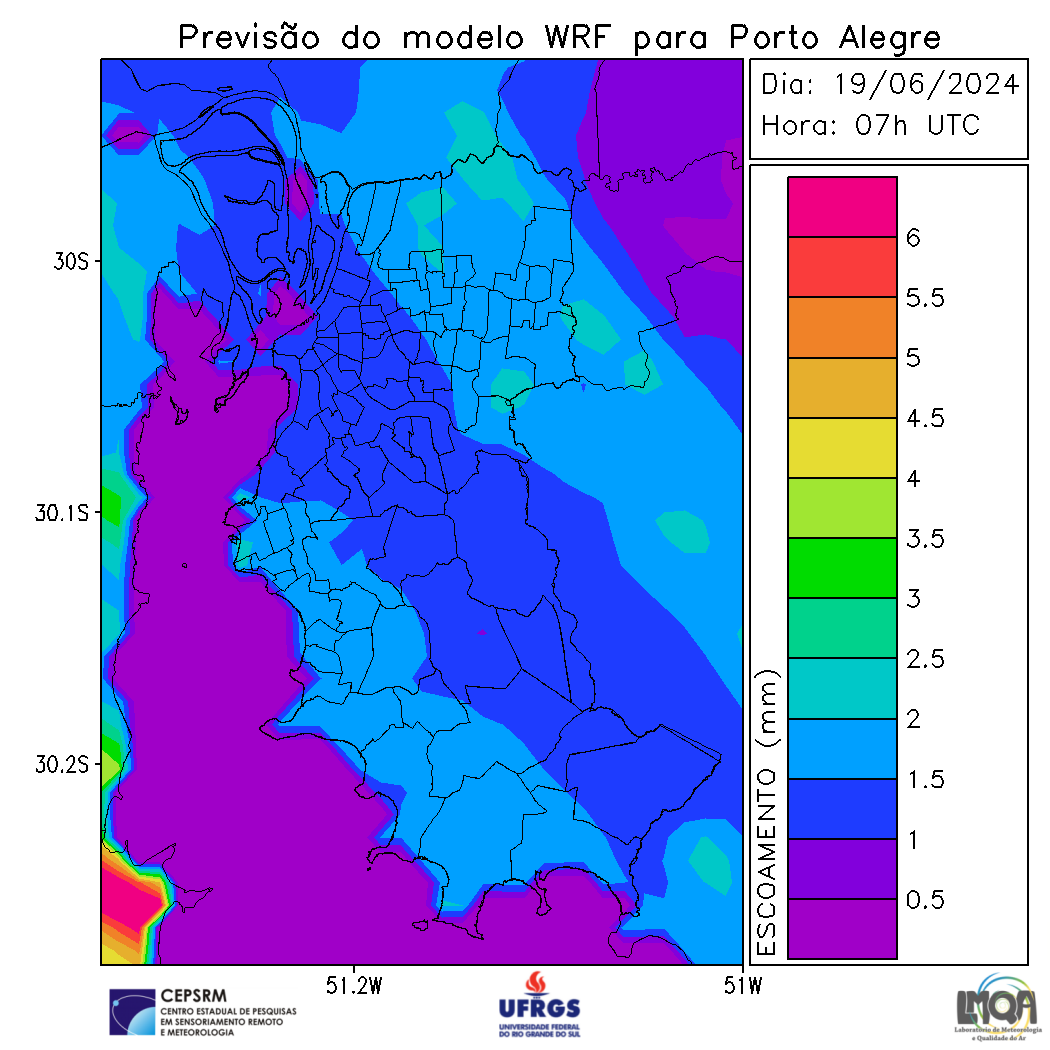 Previsão do modelo WRF para Porto Alegre
Dia: 19/06/2024
Hora: 07h UTC
30S
30.1S
30.2S
51.2W
51W
6
5.5
5
4.5
4
3.5
3
2.5
2
1.5
1
0.5
ESCOAMENTO (mm)
CEPSRM
CENTRO ESTADUAL DE PESQUISAS
EM SENSORIAMENTO REMOTO
E METEOROLOGIA
UFRGS
UNIVERSIDADE FEDERAL
DO RIO GRANDE DO SUL
LMQA
Laboratório de Meteorologia
e Qualidade do Ar